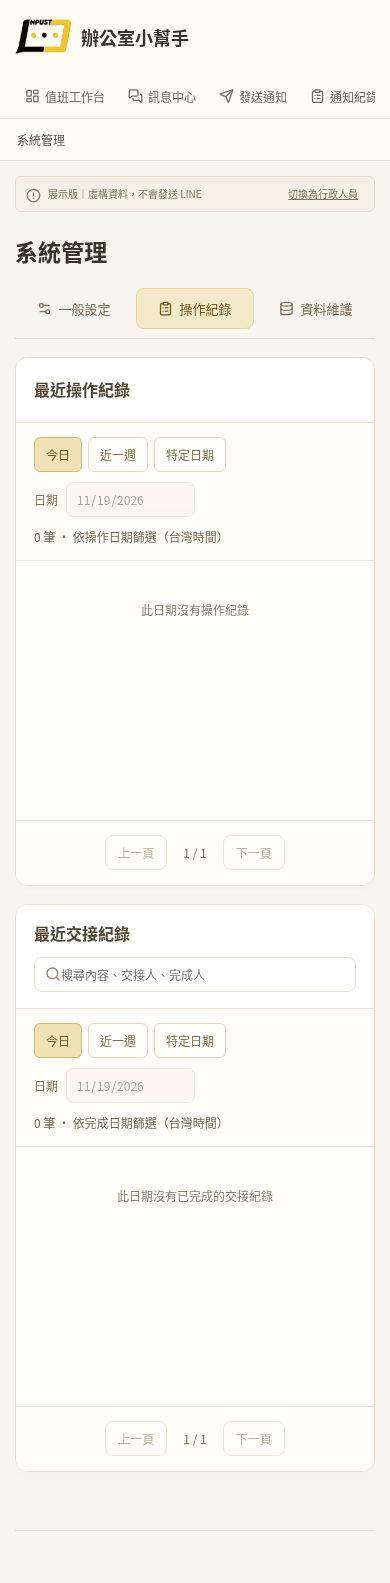 NPUST
辦公室小幫手
值班工作台
訊息中心
發送通知
通知紀錄
系統管理
展示版｜虛構資料，不會發送 LINE
切換為行政人員
系統管理
一般設定
操作紀錄
資料維護
最近操作紀錄
今日
近一週
特定日期
日期
11/19/2026
0 筆 · 依操作日期篩選（台灣時間）
此日期沒有操作紀錄
上一頁
1 / 1
下一頁
最近交接紀錄
搜尋內容、交接人、完成人
今日
近一週
特定日期
日期
11/19/2026
0 筆 · 依完成日期篩選（台灣時間）
此日期沒有已完成的交接紀錄
上一頁
1 / 1
下一頁